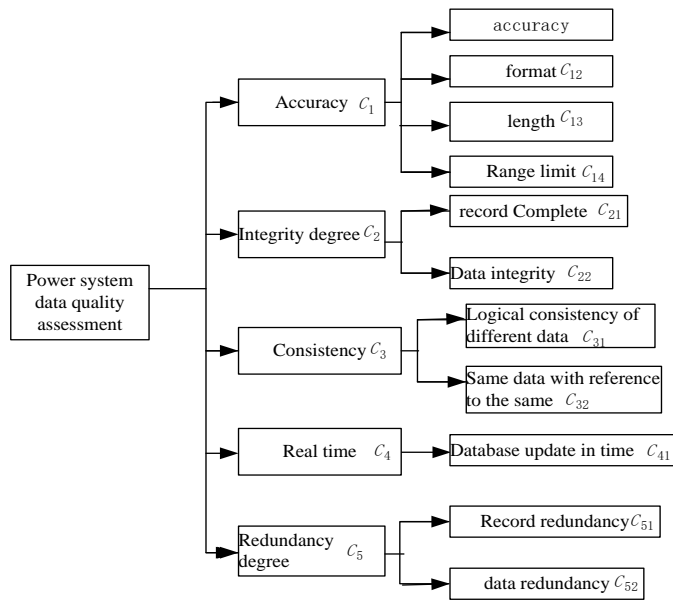 Power system
data quality
assessment
Accuracy C₁
accuracy
format C₁₂
length C₁₃
Range limit C₁₄
Integrity degree C₂
record Complete C₂₁
Data integrity C₂₂
Consistency C₃
Logical consistency of
different data C₃₁
Same data with reference
to the same C₃₂
Real time C₄
Database update in time C₄₁
Redundancy
degree C₅
Record redundancy C₅₁
data redundancy C₅₂